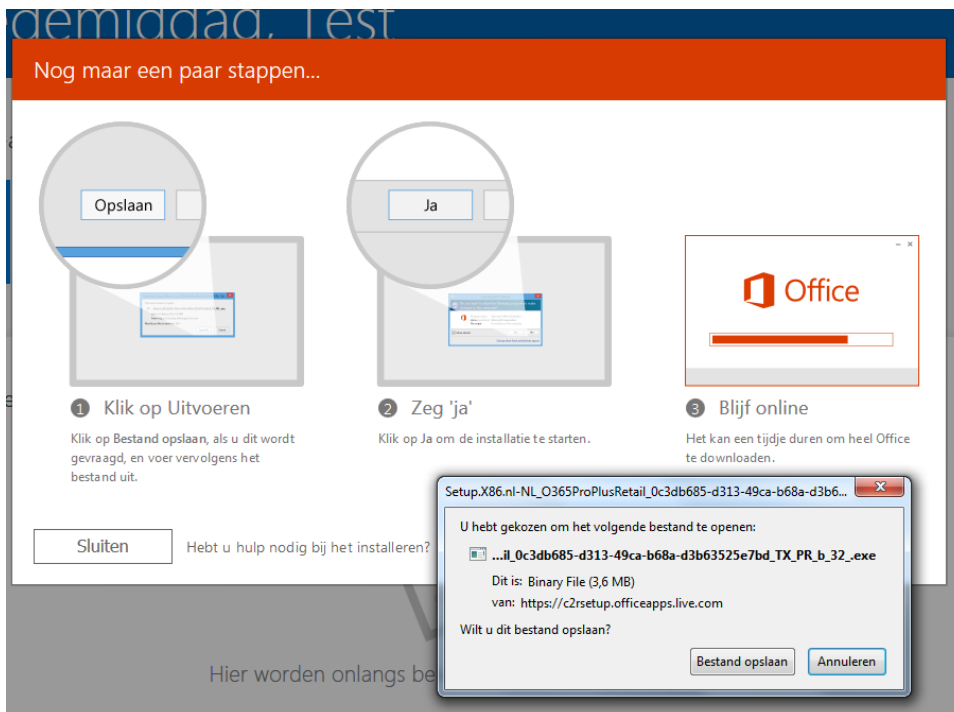 edemiddag, Test
Nog maar een paar stappen...
Opslaan
Ja
Office
1 Klik op Uitvoeren
Klik op Bestand opslaan, als u dit wordt
gevraagd, en voer vervolgens het
bestand uit.
2 Zeg 'ja'
Klik op Ja om de installatie te starten.
3 Blijf online
Het kan een tijdje duren om heel Office
te downloaden.
Sluiten
Hebt u hulp nodig bij het installeren?
Setup.X86.nl-NL_O365ProPlusRetail_0c3db685-d313-49ca-b68a-d3b6...
U hebt gekozen om het volgende bestand te openen:
...il_0c3db685-d313-49ca-b68a-d3b63525e7bd_TX_PR_b_32_.exe
Dit is: Binary File (3,6 MB)
van: https://c2rsetup.officeapps.live.com
Wilt u dit bestand opslaan?
Bestand opslaan
Annuleren
Hier worden onlangs be